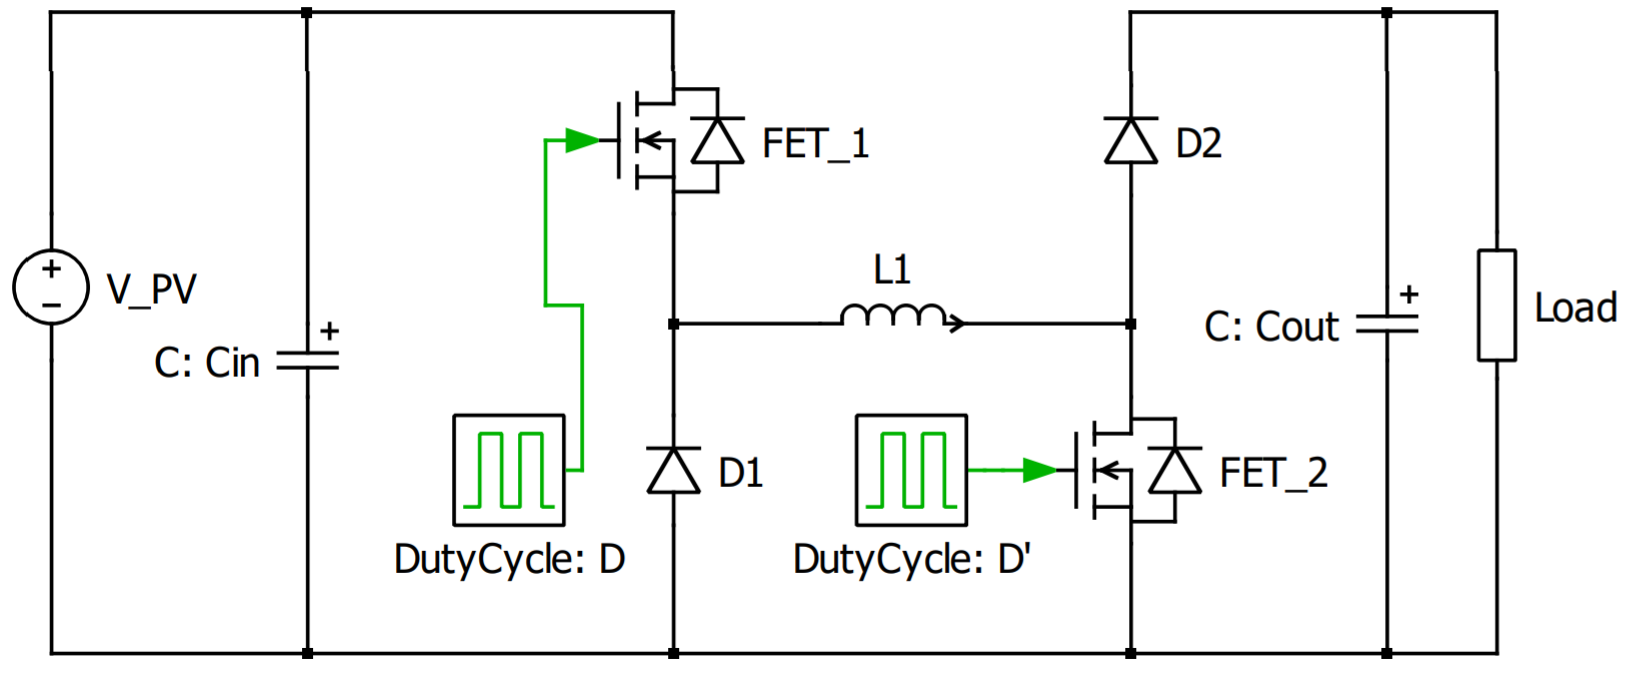 FET_1
D2
V_PV
L1
C: Cin
+
C: Cout
+
Load
D1
FET_2
DutyCycle: D
DutyCycle: D'